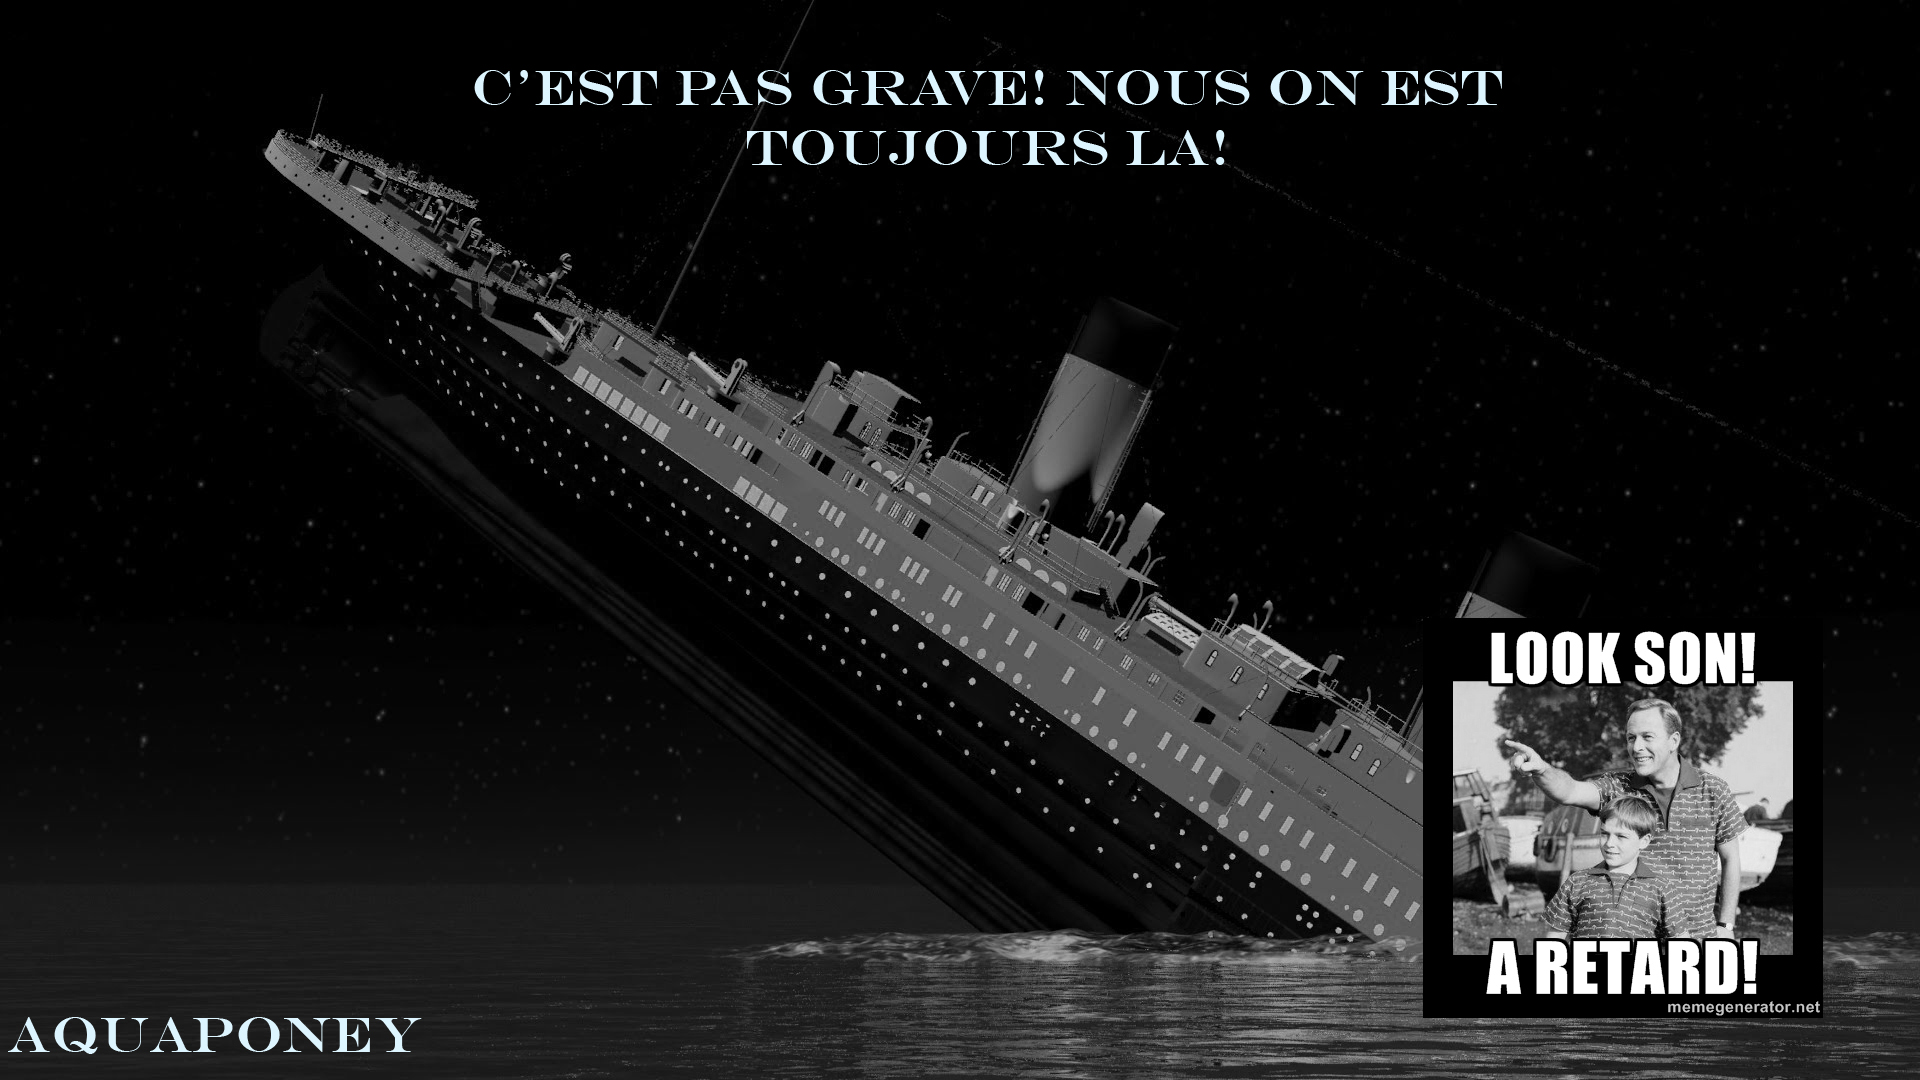 C'EST PAS GRAVE! NOUS ON EST
TOUJOURS LA!
LOOK SON!
A RETARD!
memegenerator.net
AQUAPONEY